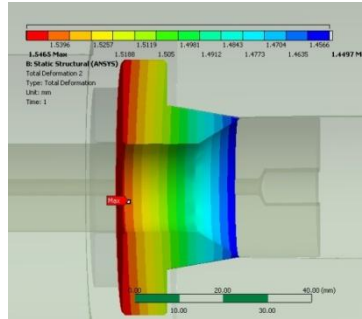 1.5396 1.5257 1.5119 1.4981 1.4843 1.4704 1.4566
1.5465 Max 1.5188 1.505 1.4912 1.4773 1.4635 1.4497 M
B: Static Structural (ANSYS)
Total Deformation 2
Type: Total Deformation
Unit: mm
Time: 1
Max
0.00 20.00 40.00 (mm)
10.00 30.00